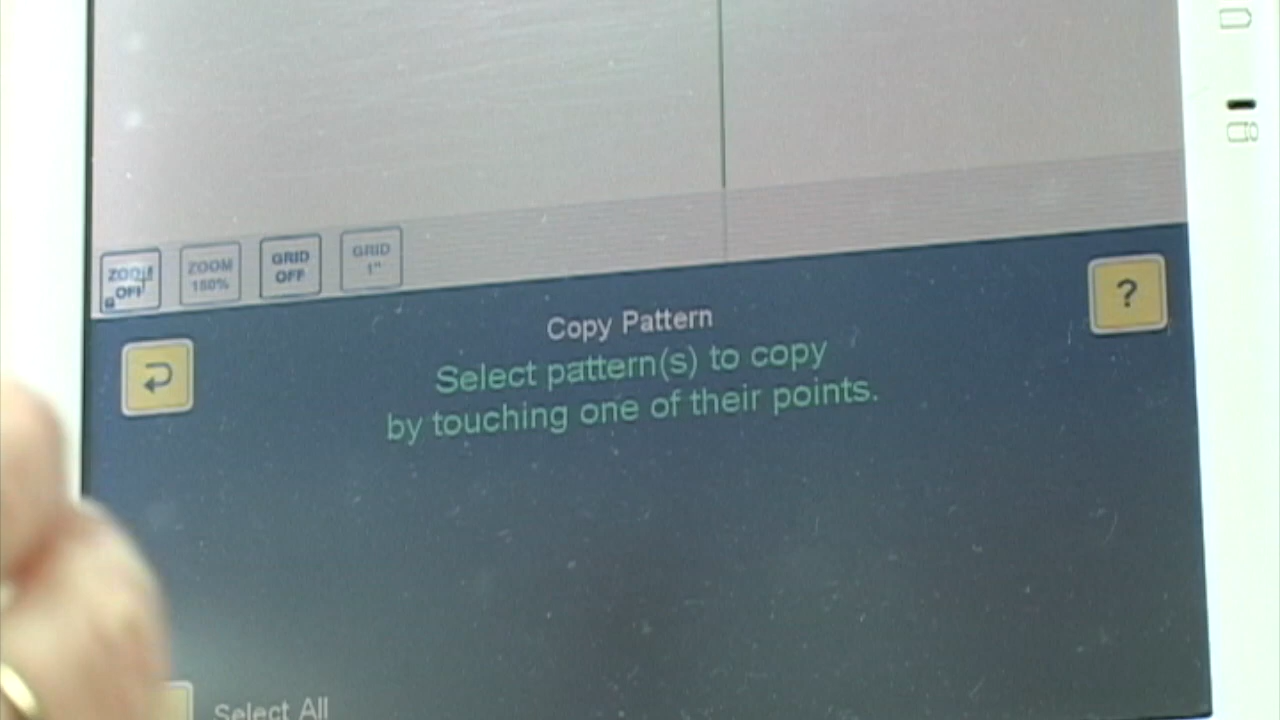 ZOOM
OFF
ZOOM
150%
GRID
OFF
GRID
1"
?
Copy Pattern
Select pattern(s) to copy
by touching one of their points.
Select All